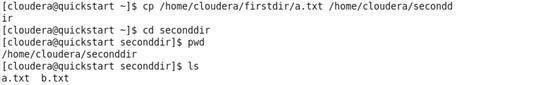 [cloudera@quickstart ~]$ cp /home/cloudera/firstdir/a.txt /home/cloudera/secondd
ir
[cloudera@quickstart ~]$ cd seconddir
[cloudera@quickstart seconddir]$ pwd
/home/cloudera/seconddir
[cloudera@quickstart seconddir]$ ls
a.txt  b.txt